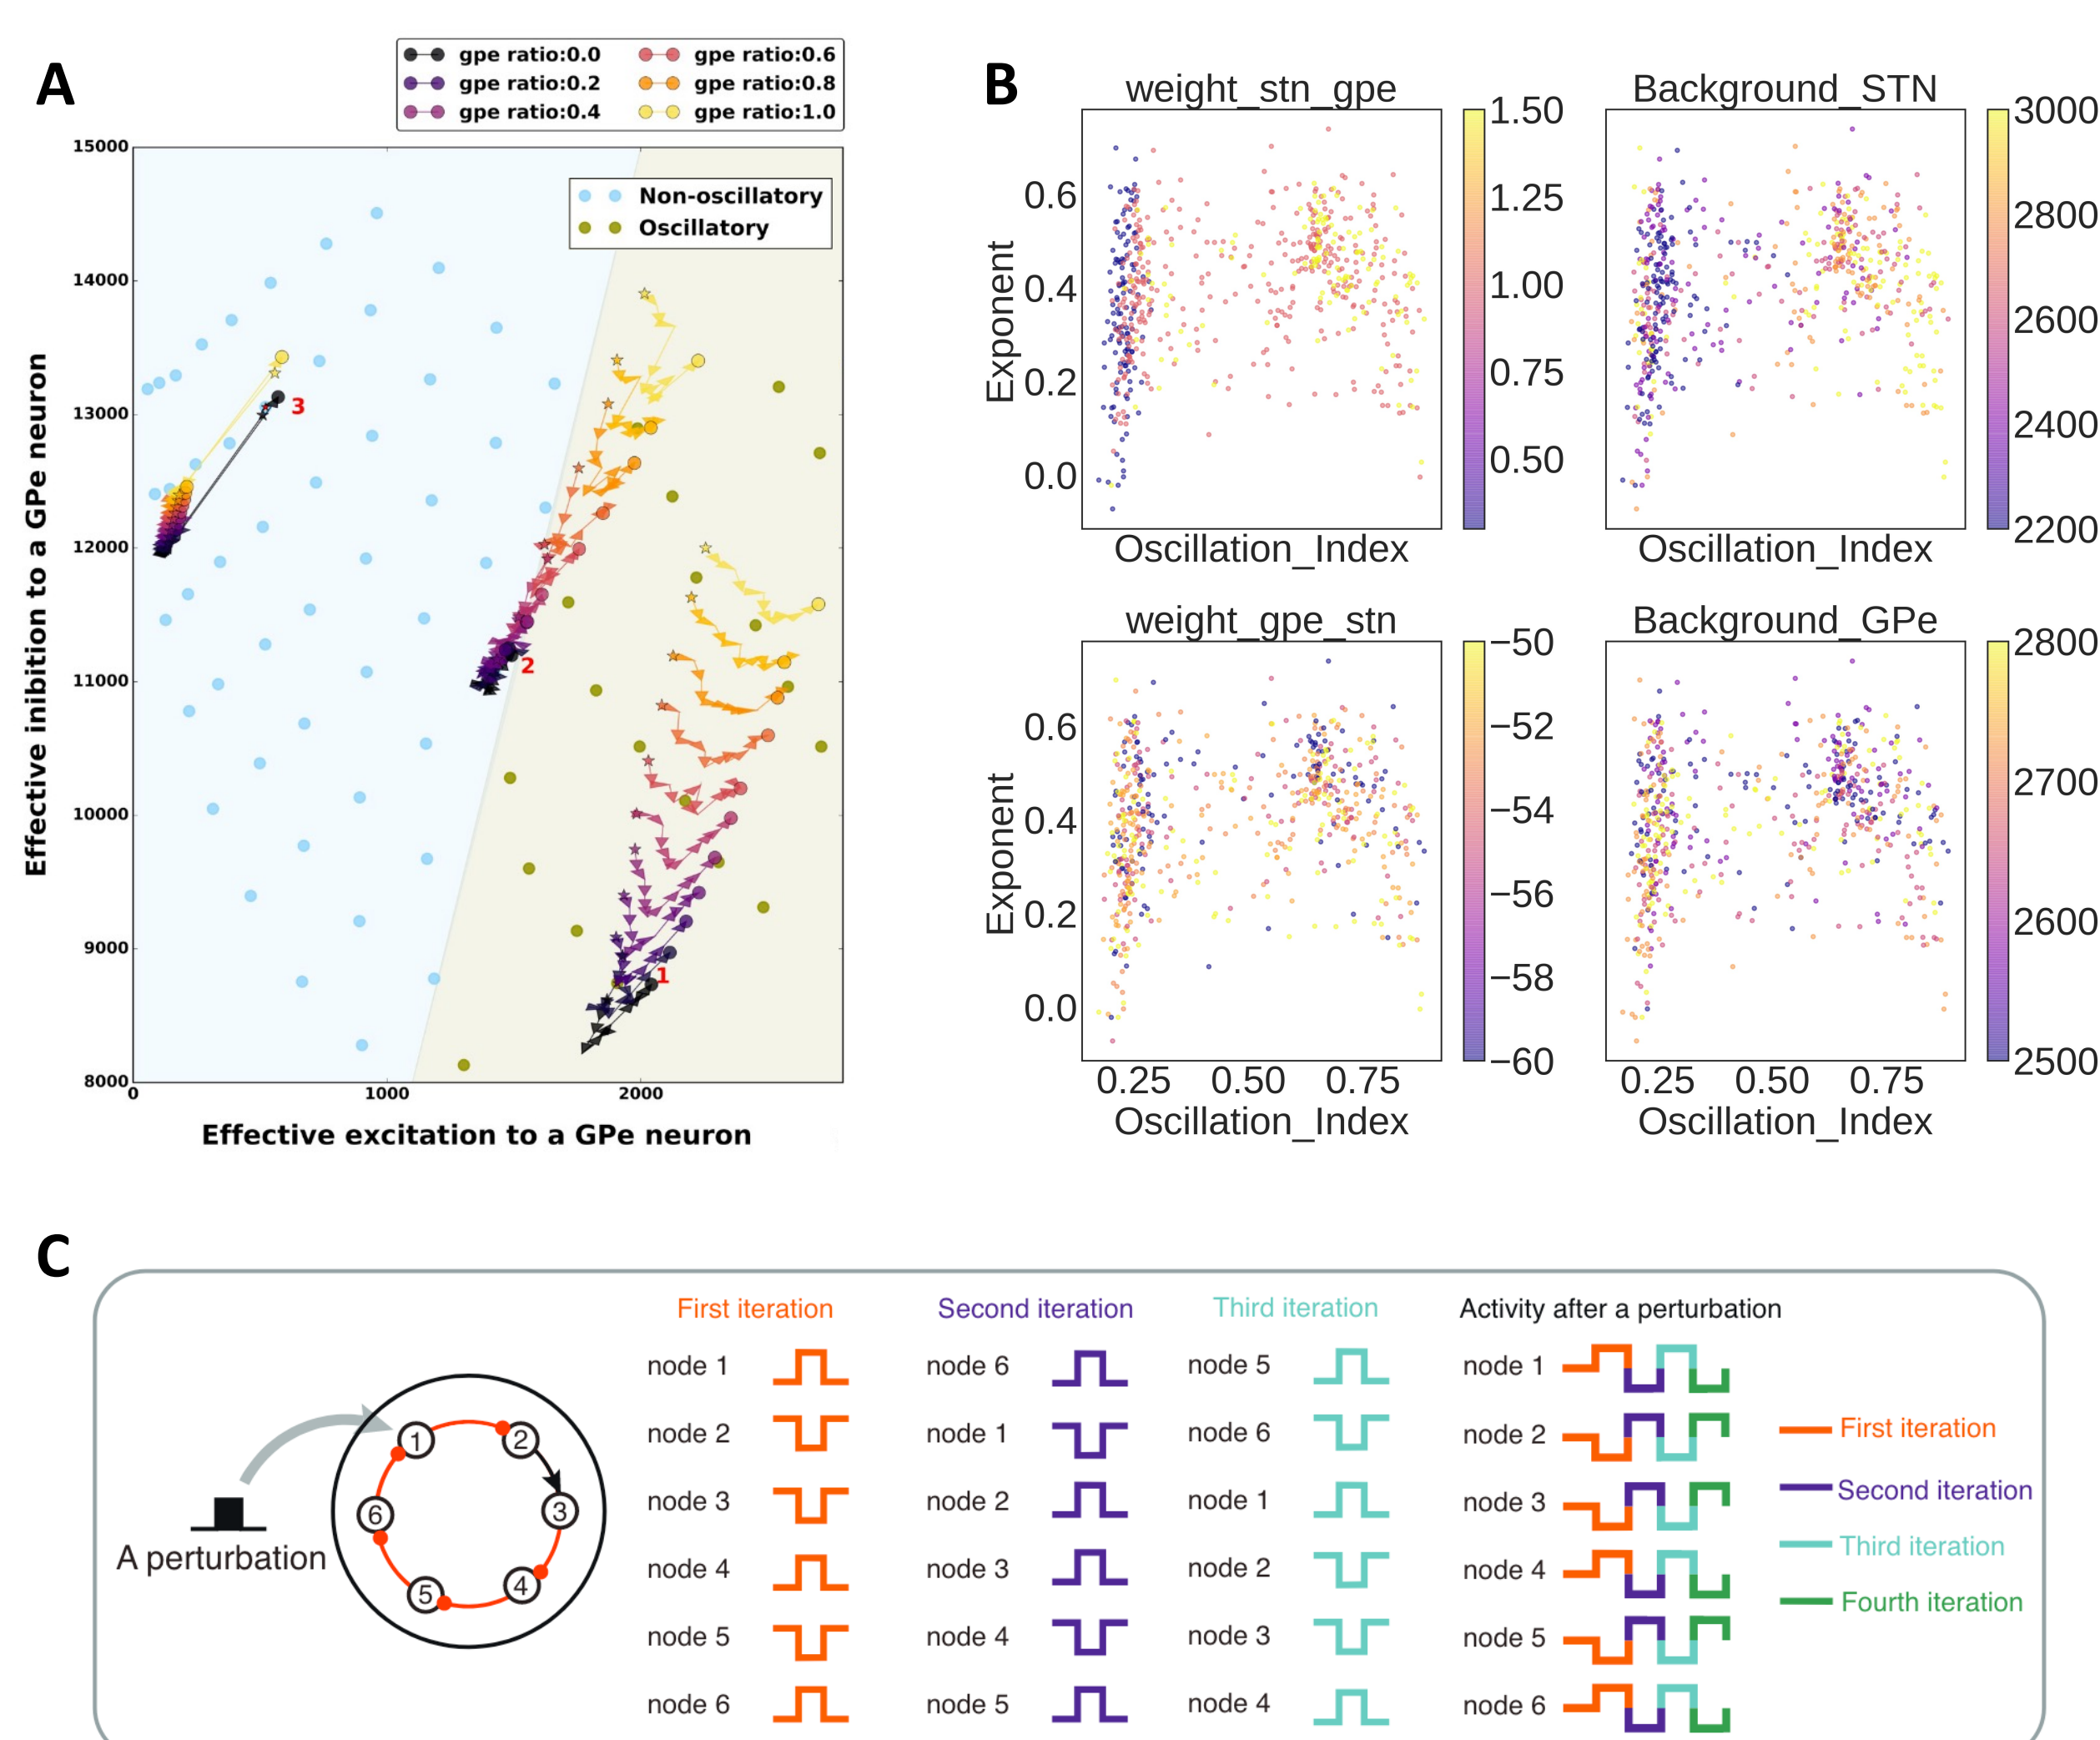 A
gpe ratio:0.0 gpe ratio:0.6
gpe ratio:0.2 gpe ratio:0.8
gpe ratio:0.4 gpe ratio:1.0
Non-oscillatory
Oscillatory
15000
14000
13000
12000
11000
10000
9000
8000
Effective inibition to a GPe neuron
3
2
1
0 1000 2000
Effective excitation to a GPe neuron
B
weight_stn_gpe
Exponent
0.6
0.4
0.2
0.0
Oscillation_Index
1.50
1.25
1.00
0.75
0.50
Background_STN
Oscillation_Index
3000
2800
2600
2400
2200
weight_gpe_stn
Exponent
0.6
0.4
0.2
0.0
0.25 0.50 0.75
Oscillation_Index
−50
−52
−54
−56
−58
−60
Background_GPe
0.25 0.50 0.75
Oscillation_Index
2800
2700
2600
2500
C
A perturbation
1
2
3
4
5
6
First iteration
node 1
node 2
node 3
node 4
node 5
node 6
Second iteration
node 6
node 1
node 2
node 3
node 4
node 5
Third iteration
node 5
node 6
node 1
node 2
node 3
node 4
Activity after a perturbation
node 1
node 2
node 3
node 4
node 5
node 6
First iteration
Second iteration
Third iteration
Fourth iteration